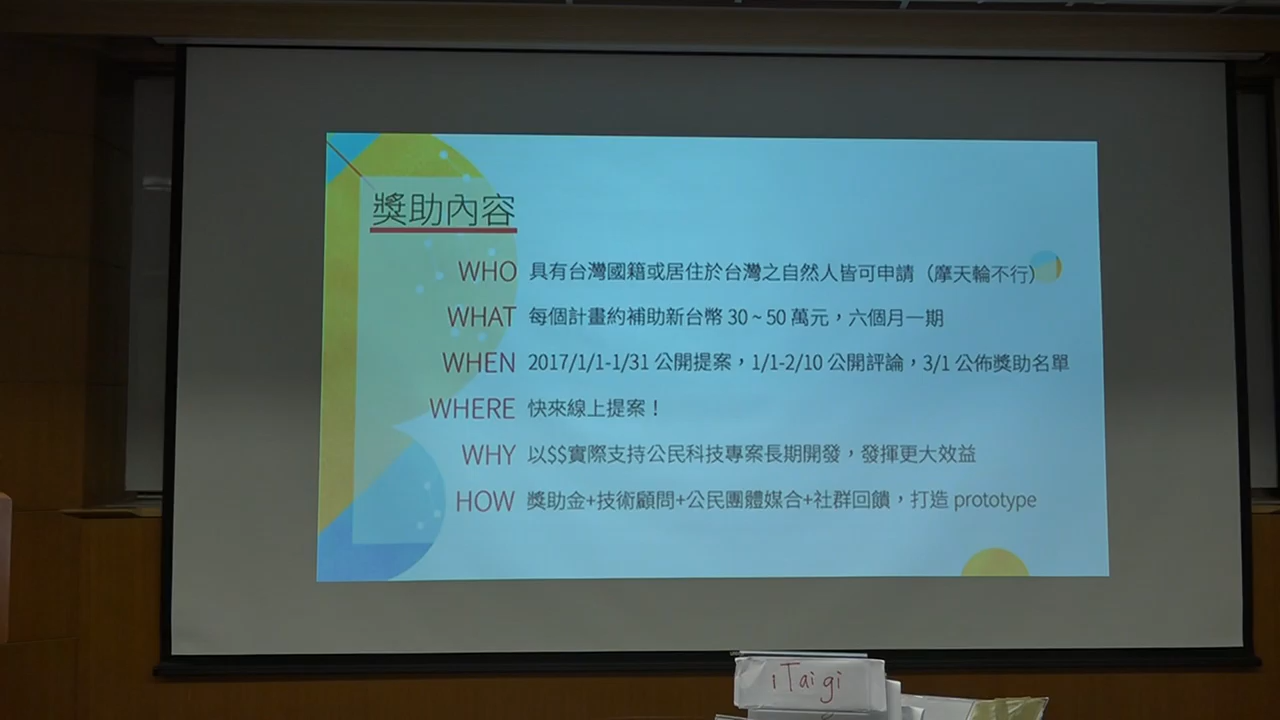 獎助內容
WHO 具有台灣國籍或居住於台灣之自然人皆可申請（摩天輪不行）
WHAT 每個計畫約補助新台幣 30 ~ 50 萬元，六個月一期
WHEN 2017/1/1-1/31 公開提案，1/1-2/10 公開評論，3/1 公佈獎助名單
WHERE 快來線上提案！
WHY 以$$實際支持公民科技專案長期開發，發揮更大效益
HOW 獎助金+技術顧問+公民團體媒合+社群回饋，打造 prototype
iTaigi